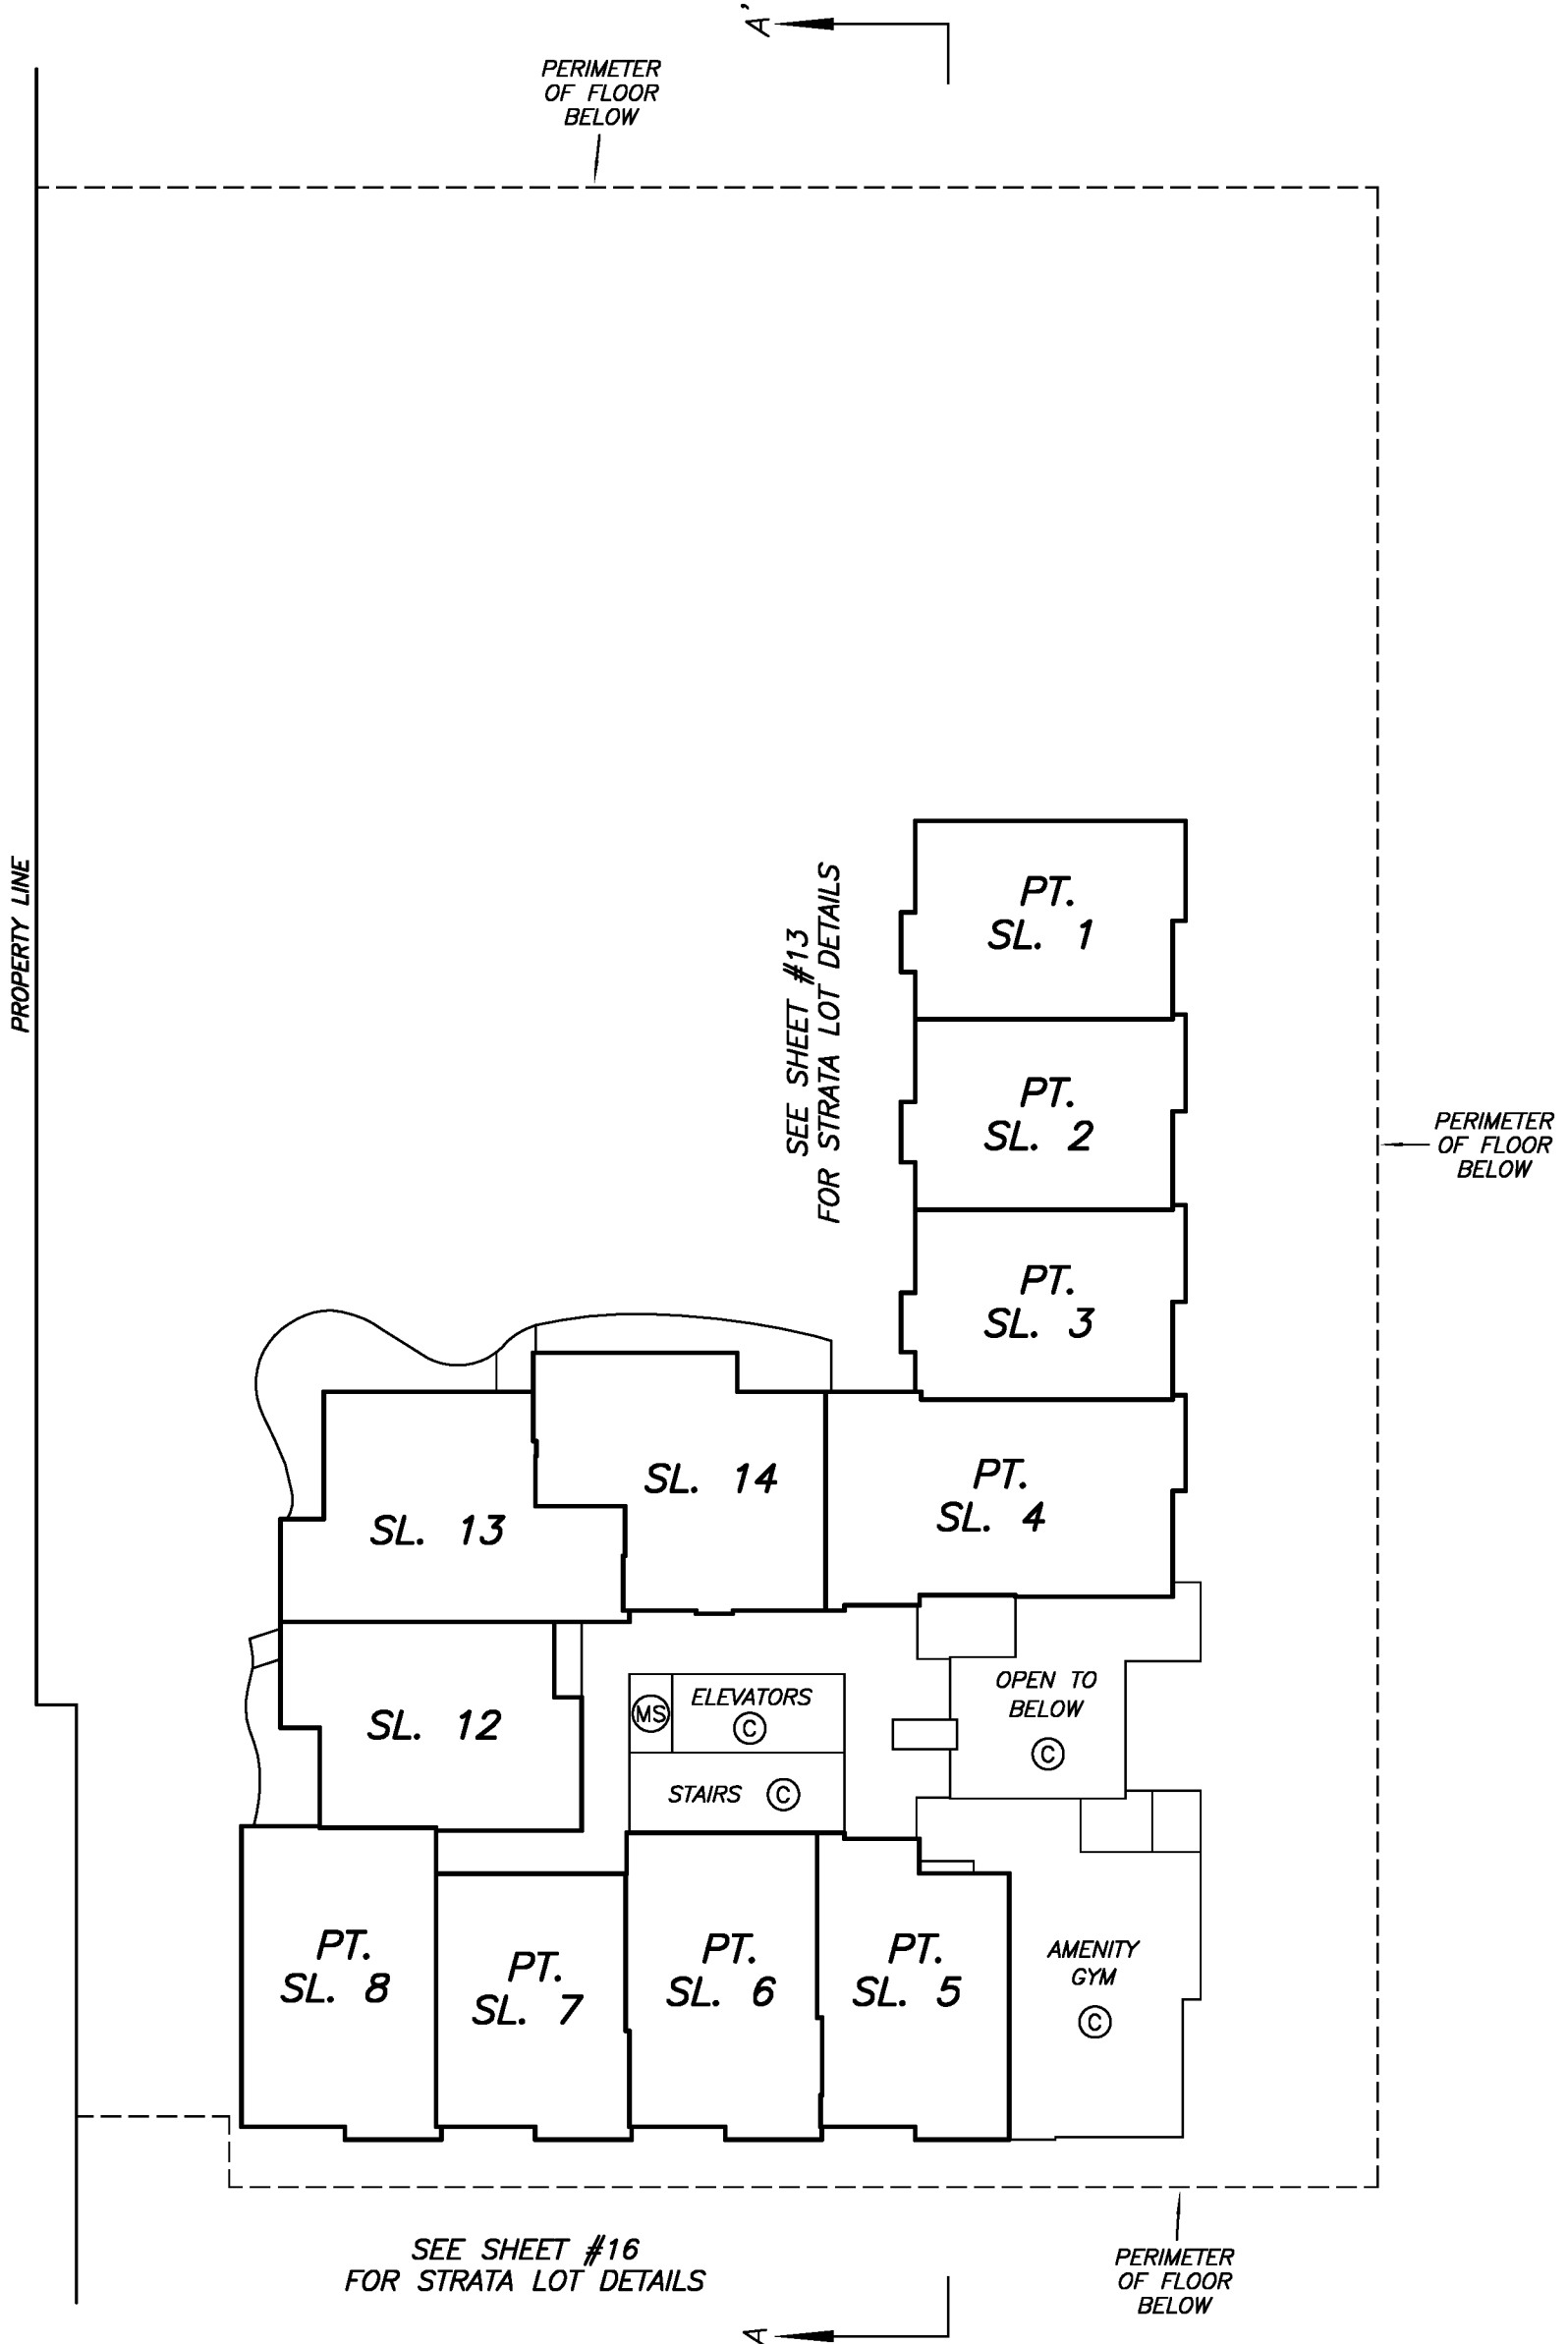 A'
PERIMETER
OF FLOOR
BELOW
PROPERTY LINE
SEE SHEET #13
FOR STRATA LOT DETAILS
PT.
SL. 1
PT.
SL. 2
PERIMETER
OF FLOOR
BELOW
PT.
SL. 3
SL. 14
PT.
SL. 4
SL. 13
SL. 12
MS
ELEVATORS
C
STAIRS C
OPEN TO
BELOW
C
PT.
SL. 8
PT.
SL. 7
PT.
SL. 6
PT.
SL. 5
AMENITY
GYM
C
SEE SHEET #16
FOR STRATA LOT DETAILS
PERIMETER
OF FLOOR
BELOW
A